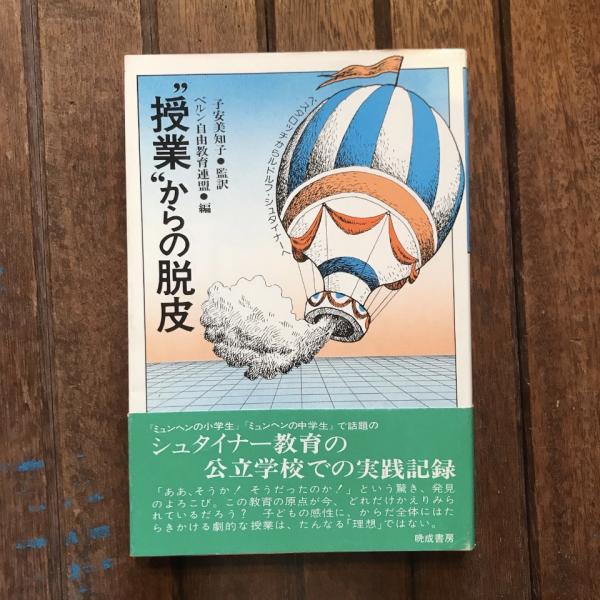 "授業"からの脱皮
子安美知子●監訳
ベルン自由教育連盟●編
ペスタロッチからルドルフ・シュタイナーへ
『ミュンヘンの小学生』『ミュンヘンの中学生』で話題の
シュタイナー教育の
公立学校での実践記録
「ああ、そうか！そうだったのか！」という驚き、発見
のよろこび。この教育の原点が今、どれだけかえりみら
れているだろう？ 子どもの感性に、からだ全体にはた
らきかける劇的な授業は、たんなる「理想」ではない。
晩成書房